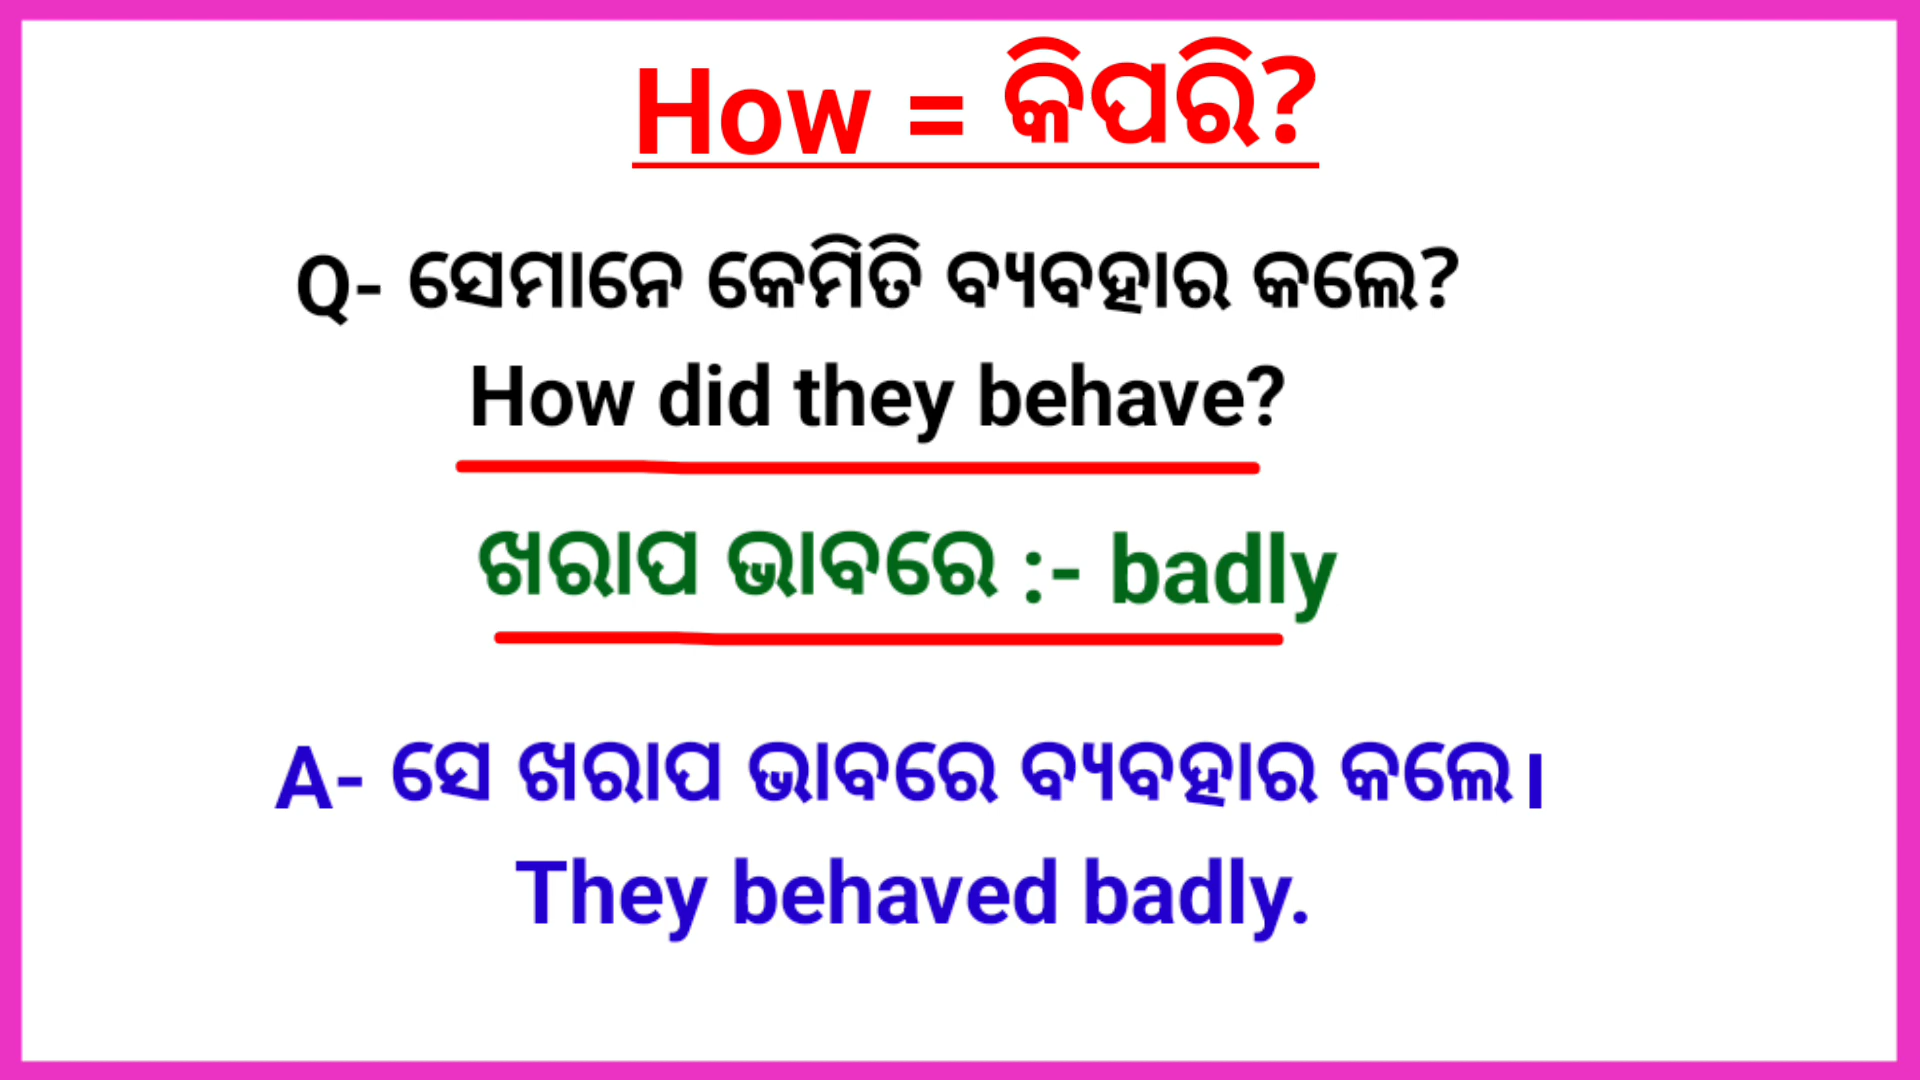 How = କିପରି?
Q- ସେମାନେ କେମିତି ବ୍ୟବହାର କଲେ?
How did they behave?
ଖରାପ ଭାବରେ :- badly
A- ସେ ଖରାପ ଭାବରେ ବ୍ୟବହାର କଲେ।
They behaved badly.